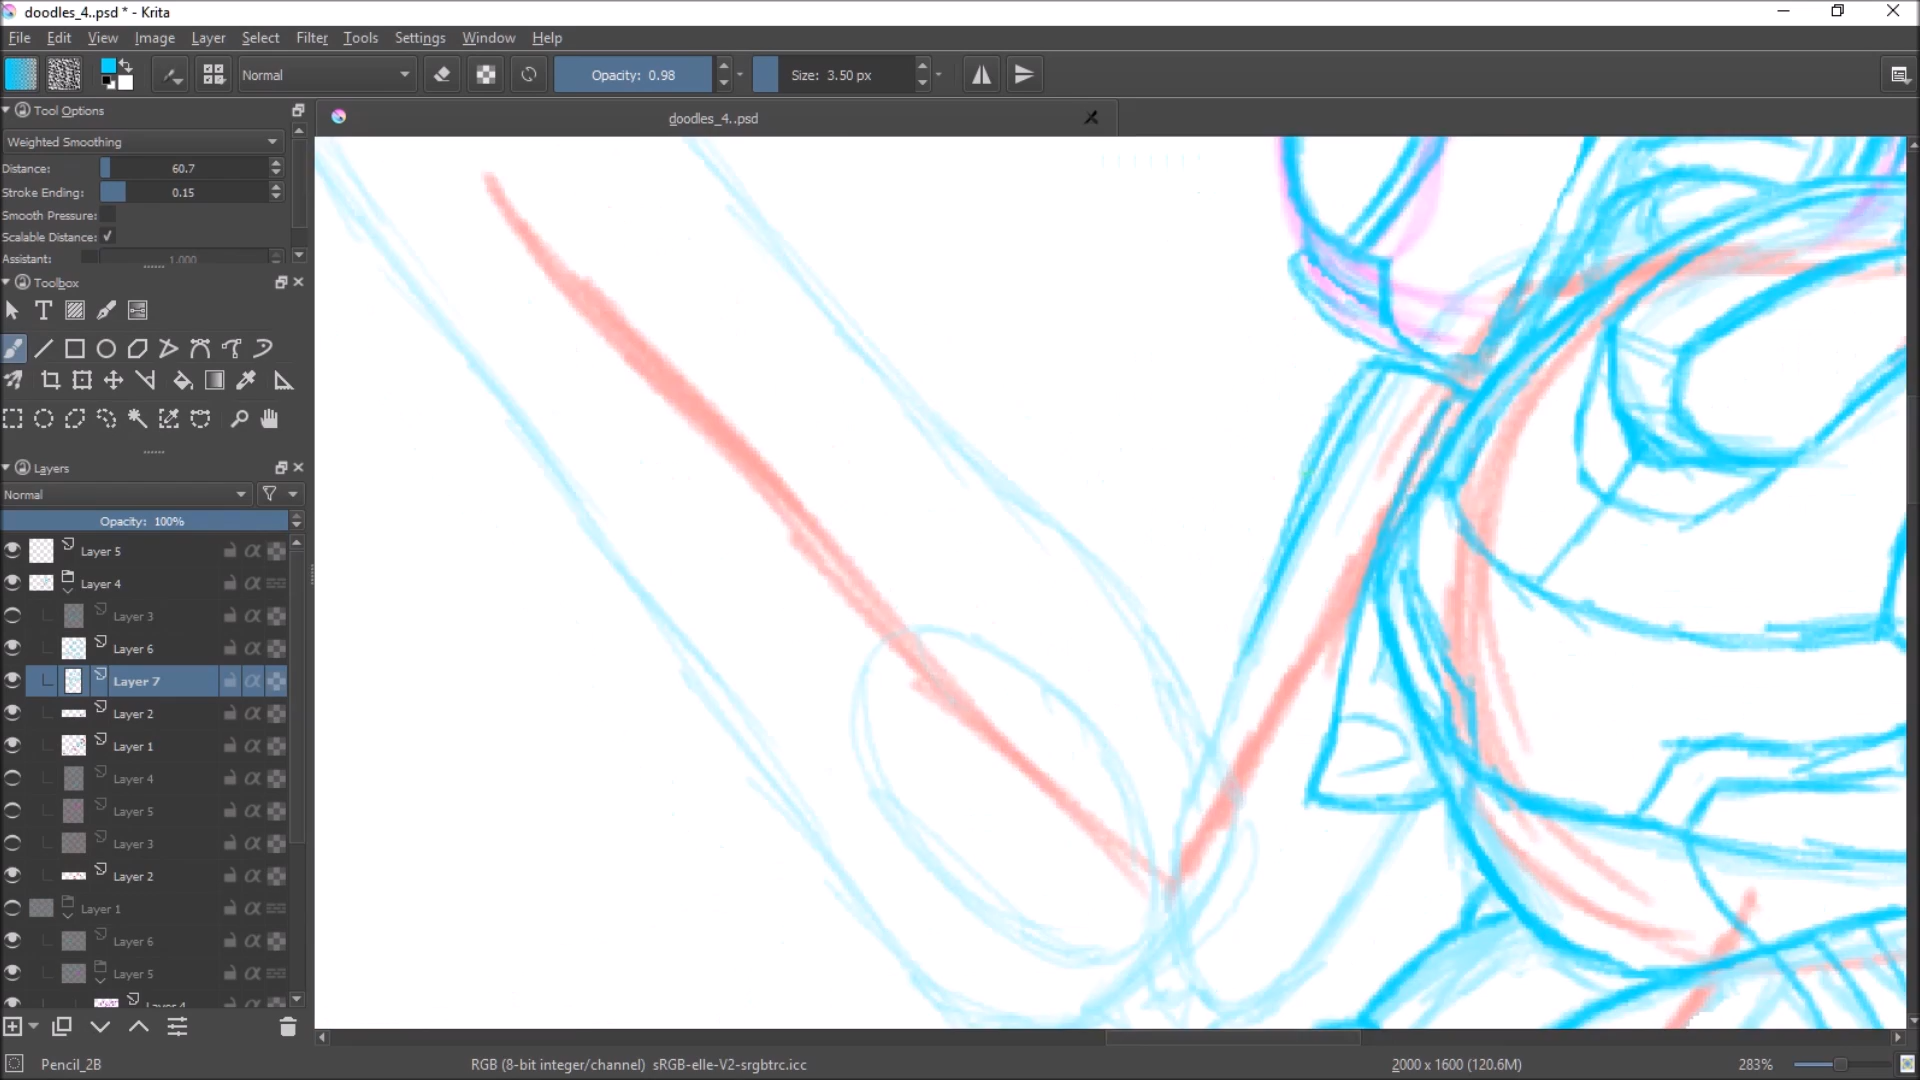 doodles_4..psd * - Krita
File Edit View Image Layer Select Filter Tools Settings Window Help
Normal Opacity: 0.98 Size: 3.50 px
Tool Options
doodles_4..psd
Weighted Smoothing
Distance: 60.7
Stroke Ending: 0.15
Smooth Pressure:
Scalable Distance:
Assistant: 1.000
Toolbox
Layers
Normal
Opacity: 100%
Layer 5
Layer 4
Layer 3
Layer 6
Layer 7
Layer 2
Layer 1
Layer 4
Layer 5
Layer 3
Layer 2
Layer 1
Layer 6
Layer 5
Layer 4
Pencil_2B RGB (8-bit integer/channel) sRGB-elle-V2-srgbtrc.icc 2000 x 1600 (120.6M) 283%